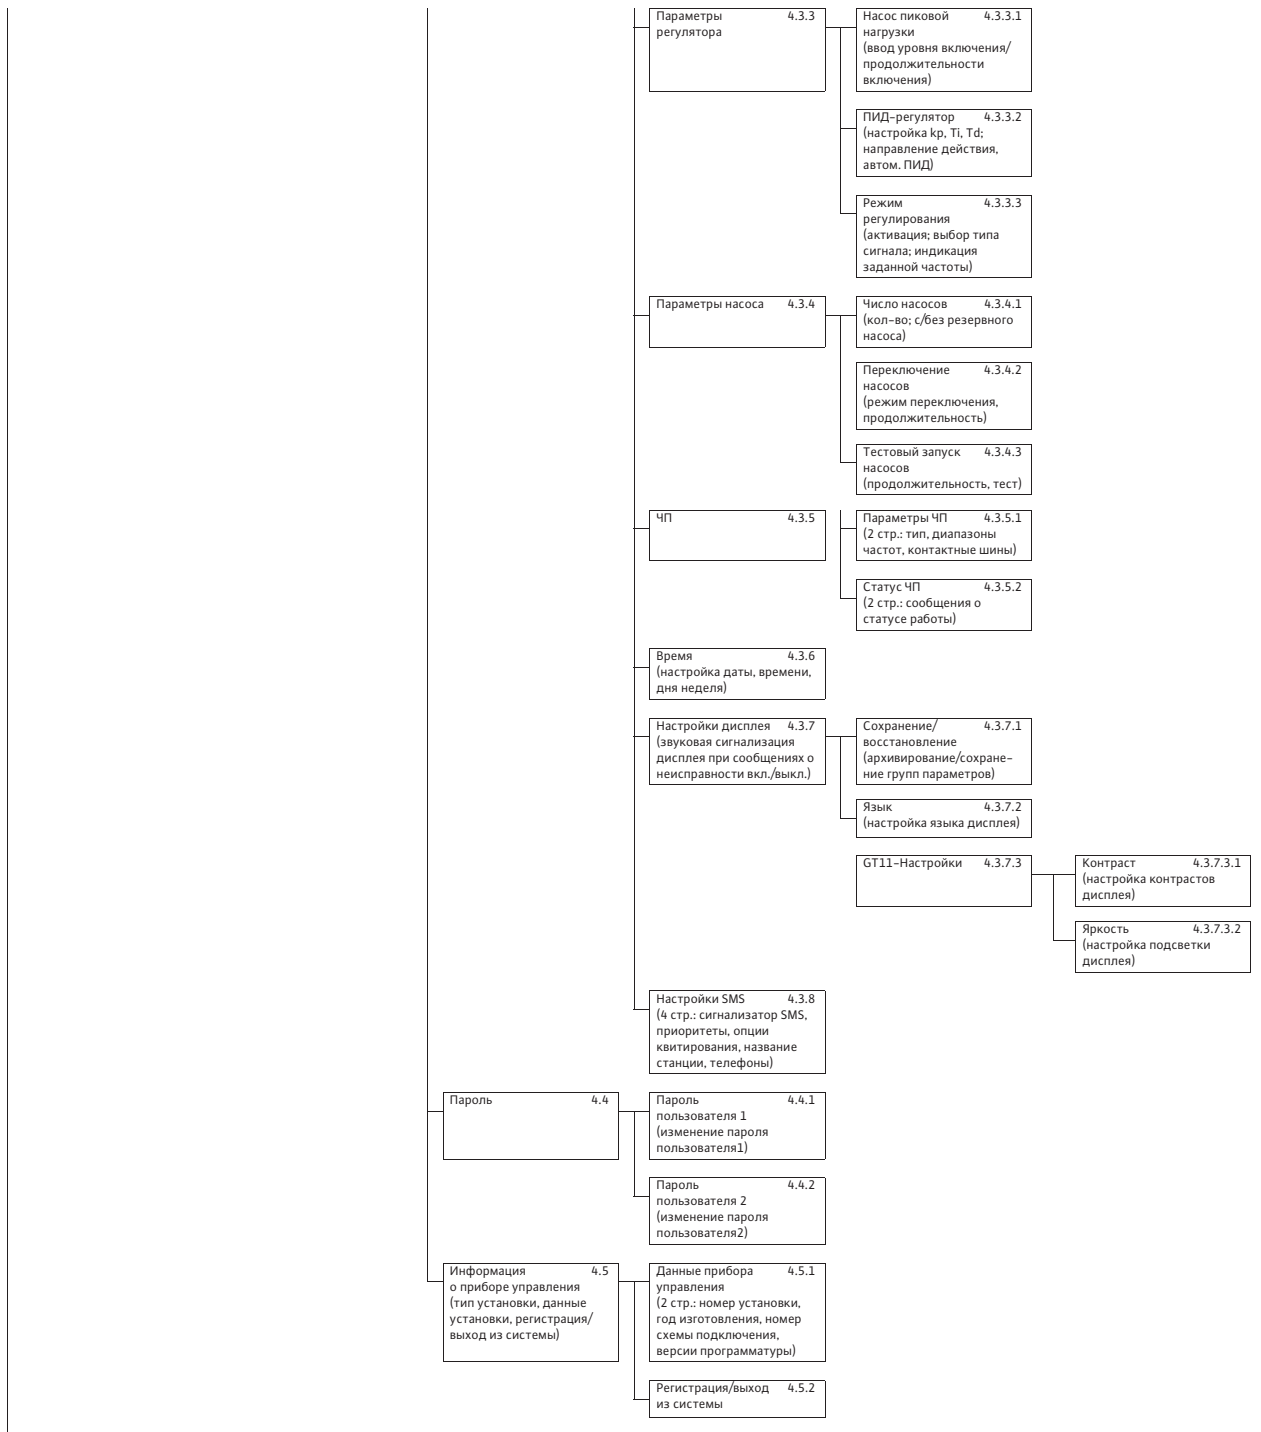 Параметры 4.3.3
регулятора
Насос пиковой 4.3.3.1
нагрузки
(ввод уровня включения/
продолжительности
включения)
ПИД-регулятор 4.3.3.2
(настройка kp, Ti, Td;
направление действия,
автом. ПИД)
Режим 4.3.3.3
регулирования
(активация; выбор типа
сигнала; индикация
заданной частоты)
Параметры насоса 4.3.4
Число насосов 4.3.4.1
(кол-во; с/без резервного
насоса)
Переключение 4.3.4.2
насосов
(режим переключения,
продолжительность)
Тестовый запуск 4.3.4.3
насосов
(продолжительность, тест)
ЧП 4.3.5
Параметры ЧП 4.3.5.1
(2 стр.: тип, диапазоны
частот, контактные шины)
Статус ЧП 4.3.5.2
(2 стр.: сообщения о
статусе работы)
Время 4.3.6
(настройка даты, времени,
дня неделя)
Настройки дисплея 4.3.7
(звуковая сигнализация
дисплея при сообщениях о
неисправности вкл./выкл.)
Сохранение/ 4.3.7.1
восстановление
(архивирование/сохране-
ние групп параметров)
Язык 4.3.7.2
(настройка языка дисплея)
GT11-Настройки 4.3.7.3
Контраст 4.3.7.3.1
(настройка контрастов
дисплея)
Яркость 4.3.7.3.2
(настройка подсветки
дисплея)
Настройки SMS 4.3.8
(4 стр.: сигнализатор SMS,
приоритеты, опции
квитирования, название
станции, телефоны)
Пароль 4.4
Пароль 4.4.1
пользователя 1
(изменение пароля
пользователя1)
Пароль 4.4.2
пользователя 2
(изменение пароля
пользователя2)
Информация 4.5
о приборе управления
(тип установки, данные
установки, регистрация/
выход из системы)
Данные прибора 4.5.1
управления
(2 стр.: номер установки,
год изготовления, номер
схемы подключения,
версии программатуры)
Регистрация/выход 4.5.2
из системы